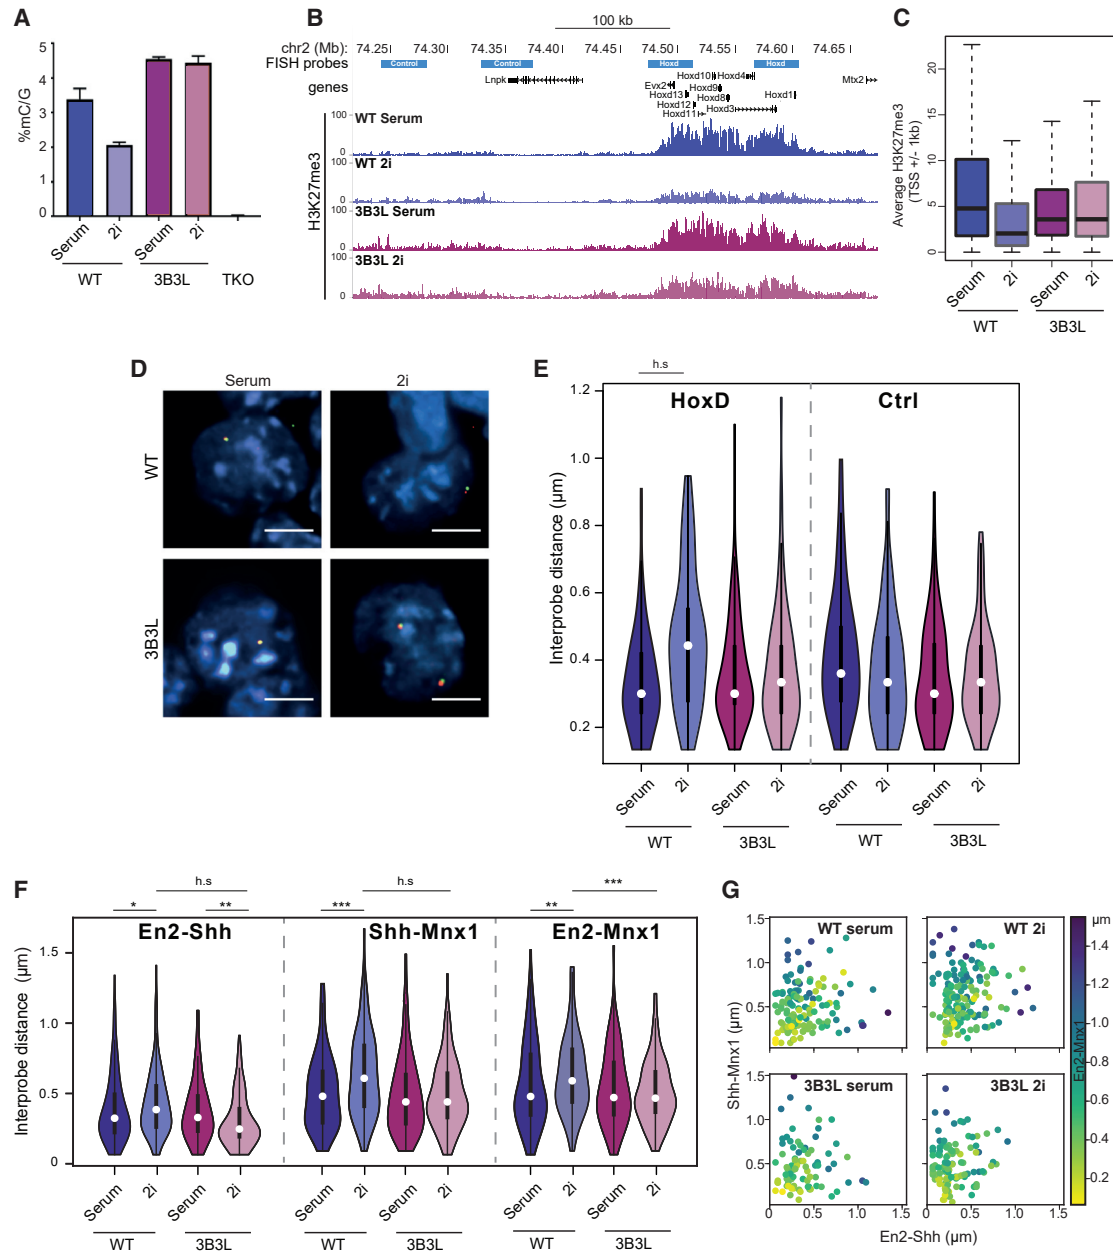 A
%mC/G
5
4
3
2
1
0
Serum
2i
Serum
2i
WT
3B3L
TKO
B
100 kb
chr2 (Mb):
74.25
74.30
74.35
74.40
74.45
74.50
74.55
74.60
74.65
FISH probes
Control
Control
Hoxd
Hoxd
genes
Lnpk
Hoxd10
Hoxd4
Mtx2
Evx2
Hoxd9
Hoxd13
Hoxd8
Hoxd1
Hoxd12
Hoxd3
Hoxd11
H3K27me3
WT Serum
100
0
WT 2i
100
0
3B3L Serum
100
0
3B3L 2i
100
0
C
Average H3K27me3
(TSS +/- 1kb)
20
15
10
5
0
Serum
2i
Serum
2i
WT
3B3L
D
Serum
2i
WT
3B3L
E
h.s
HoxD
Ctrl
Interprobe distance (µm)
1.2
1.0
0.8
0.6
0.4
0.2
Serum
2i
Serum
2i
Serum
2i
Serum
2i
WT
3B3L
WT
3B3L
F
h.s
h.s
***
*
**
***
**
En2-Shh
Shh-Mnx1
En2-Mnx1
Interprobe distance (µm)
1.5
1.0
0.5
0
Serum
2i
Serum
2i
Serum
2i
Serum
2i
Serum
2i
Serum
2i
WT
3B3L
WT
3B3L
WT
3B3L
G
WT serum
WT 2i
3B3L serum
3B3L 2i
Shh-Mnx1 (µm)
1.5
1.0
0.5
1.5
1.0
0.5
0
0
0.5
1.0
1.5
0
0.5
1.0
1.5
En2-Shh (µm)
En2-Mnx1
µm
1.4
1.2
1.0
0.8
0.6
0.4
0.2